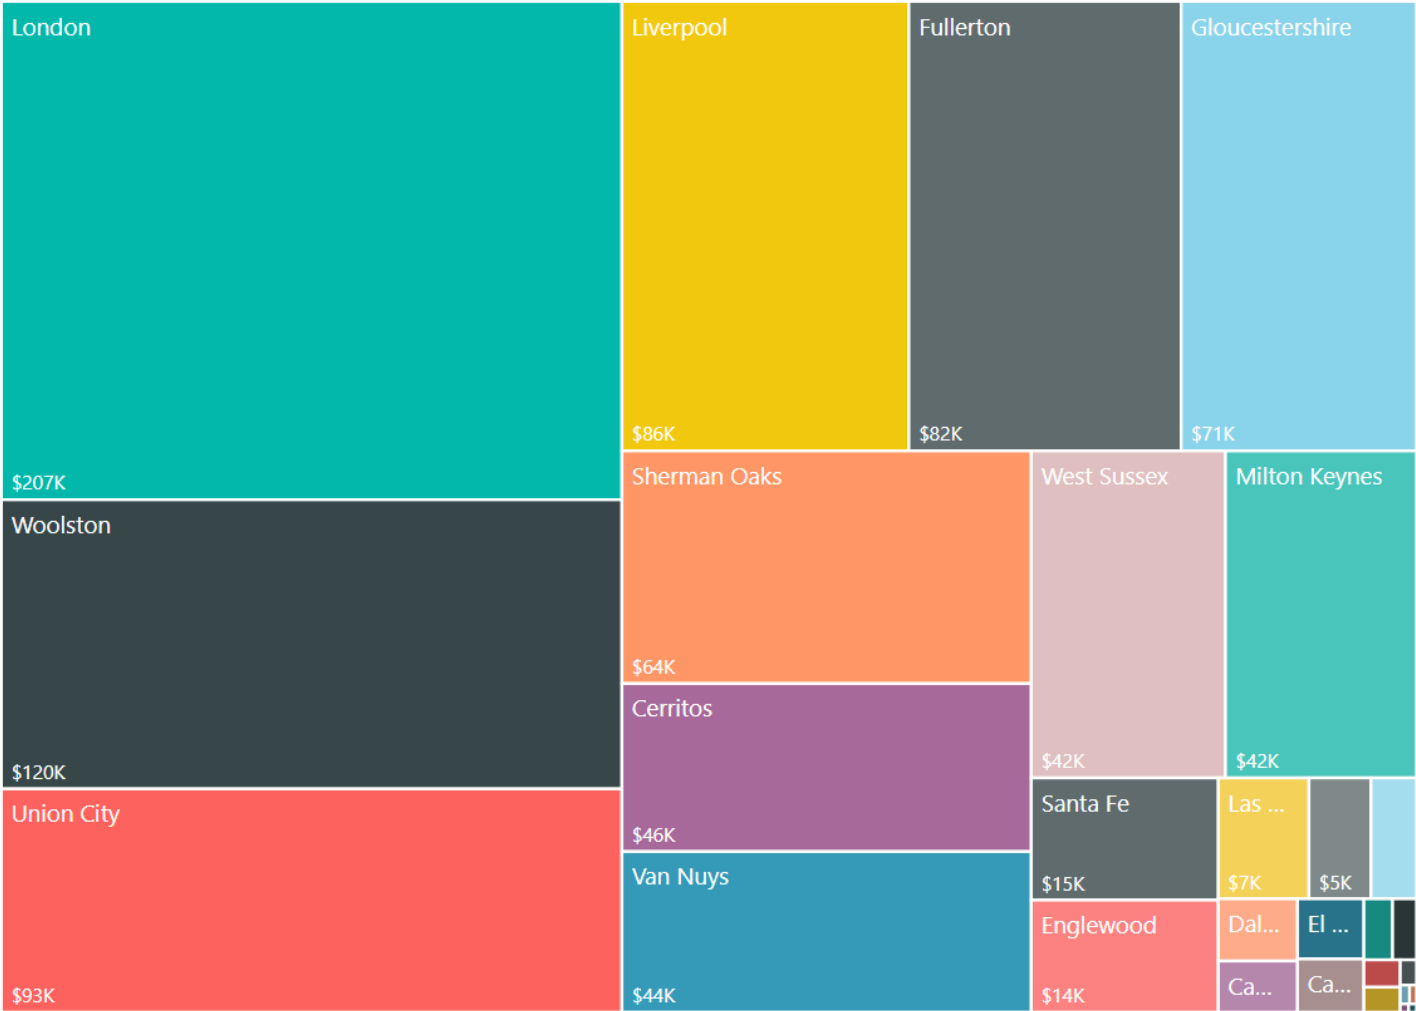 London
$207K
Woolston
$120K
Union City
$93K
Liverpool
$86K
Fullerton
$82K
Gloucestershire
$71K
Sherman Oaks
$64K
Cerritos
$46K
Van Nuys
$44K
West Sussex
$42K
Milton Keynes
$42K
Santa Fe
$15K
Englewood
$14K
Las ...
$7K
$5K
Dal...
El ...
Ca...
Ca...